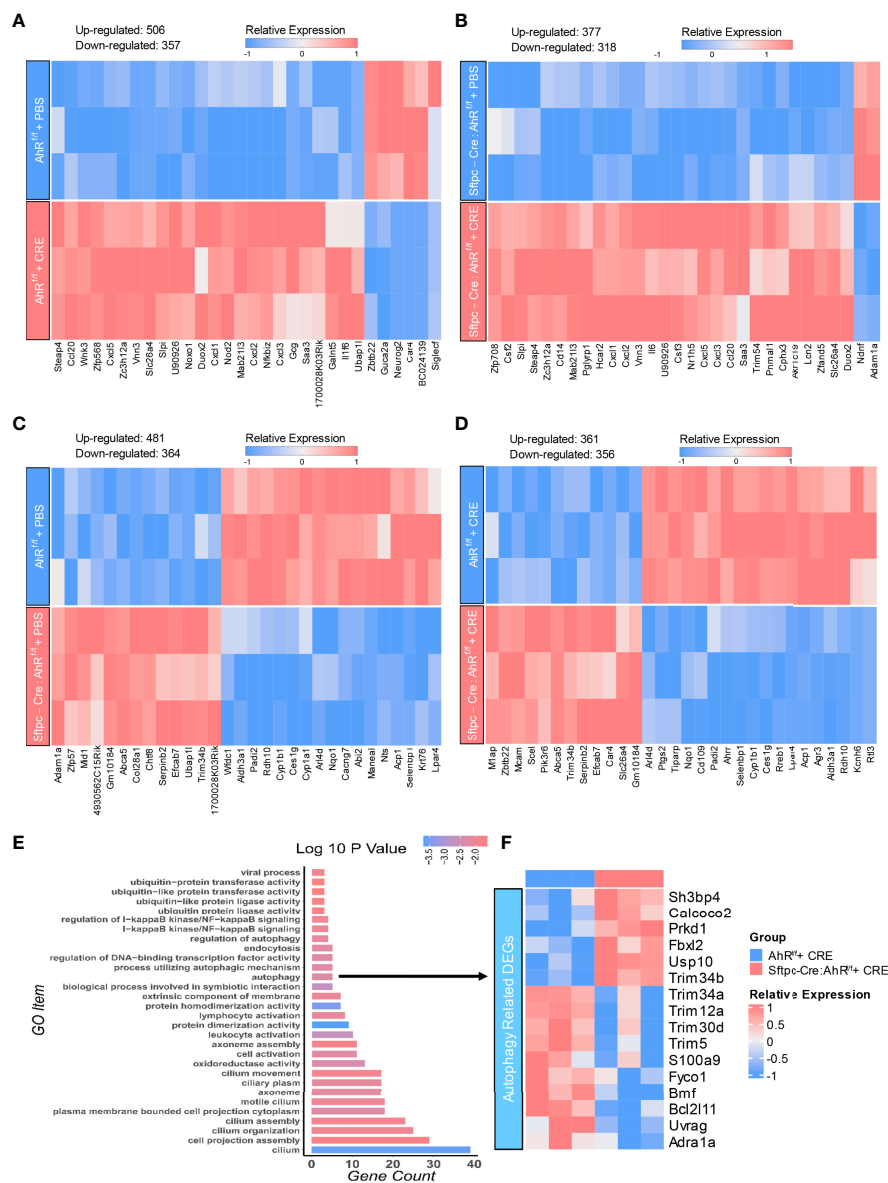 A
Up-regulated: 506
Down-regulated: 357
Relative Expression
-1 0 1
AhR f/f + PBS
AhR f/f + CRE
Steap4
Ccl20
Wnk3
Zfp568
Cxcl5
Zc3h12a
Vnn3
Slc26a4
Slpi
U90926
Noxo1
Duox2
Cxcl1
Nod2
Mab21l3
Cxcl2
Nfkbiz
Cxcl3
Gcg
Saa3
1700028K03Rik
Galnt5
Il1f6
Ubap1l
Zbtb22
Guca2a
Neurog2
Car4
BC024139
Siglecf
B
Up-regulated: 377
Down-regulated: 318
Relative Expression
-1 0 1
Sftpc – Cre : AhR f/f + PBS
Sftpc – Cre : AhR f/f + CRE
Zfp708
Csf2
Slpi
Steap4
Zc3h12a
Cd14
Mab21l3
Pglyrp1
Hcar2
Cxcl1
Cxcl2
Vnn3
Il6
U90926
Csf3
Nr1h5
Cxcl5
Cxcl3
Ccl20
Saa3
Trim54
Pnmal1
Cphx3
Akr1c19
Lcn2
Zfand5
Slc26a4
Duox2
Ndnf
Adam1a
C
Up-regulated: 481
Down-regulated: 364
Relative Expression
-1 0 1
AhR f/f + PBS
Sftpc – Cre : AhR f/f + PBS
Adam1a
Zfp57
Mid1
4930562C15Rik
Gm10184
Abca5
Col28a1
Chtf8
Serpinb2
Efcab7
Ubap1l
Trim34b
1700028K03Rik
Wfdc1
Aldh3a1
Padi2
Rdh10
Cyp1b1
Ces1g
Cyp1a1
Arl4d
Nqo1
Cacng7
Abi2
Maneal
Nts
Acp1
Selenbp1
Krt76
Lpar4
D
Up-regulated: 361
Down-regulated: 356
Relative Expression
-1 0 1
AhR f/f + CRE
Sftpc – Cre : AhR f/f + CRE
M1ap
Zbtb22
Mcam
Scel
Pik3r6
Abca5
Trim34b
Serpinb2
Efcab7
Car4
Slc26a4
Gm10184
Arl4d
Ptgs2
Tiparp
Nqo1
Cd109
Padi2
Ahrr
Selenbp1
Cyp1b1
Ces1g
Rreb1
Lpar4
Acp1
Agr3
Aldh3a1
Rdh10
Kcnh6
Rtl3
E
Log 10 P Value
-3.5
-3.0
-2.5
-2.0
GO Item
viral process
ubiquitin-protein transferase activity
ubiquitin-like protein transferase activity
ubiquitin-like protein ligase activity
ubiquitin protein ligase activity
regulation of I-kappaB kinase/NF-kappaB signaling
I-kappaB kinase/NF-kappaB signaling
regulation of autophagy
endocytosis
regulation of DNA-binding transcription factor activity
process utilizing autophagic mechanism
autophagy
biological process involved in symbiotic interaction
extrinsic component of membrane
protein homodimerization activity
lymphocyte activation
protein dimerization activity
leukocyte activation
axoneme assembly
cell activation
oxidoreductase activity
cilium movement
ciliary plasm
axoneme
motile cilium
plasma membrane bounded cell projection cytoplasm
cilium assembly
cilium organization
cell projection assembly
cilium
0 10 20 30 40
Gene Count
F
Autophagy Related DEGs
Sh3bp4
Calcoco2
Prkd1
Fbxl2
Usp10
Trim34b
Trim34a
Trim12a
Trim30d
Trim5
S100a9
Fyco1
Bmf
Bcl2l11
Uvrag
Adra1a
Group
AhR f/f + CRE
Sftpc-Cre:AhR f/f + CRE
Relative Expression
1
0.5
0
-0.5
-1